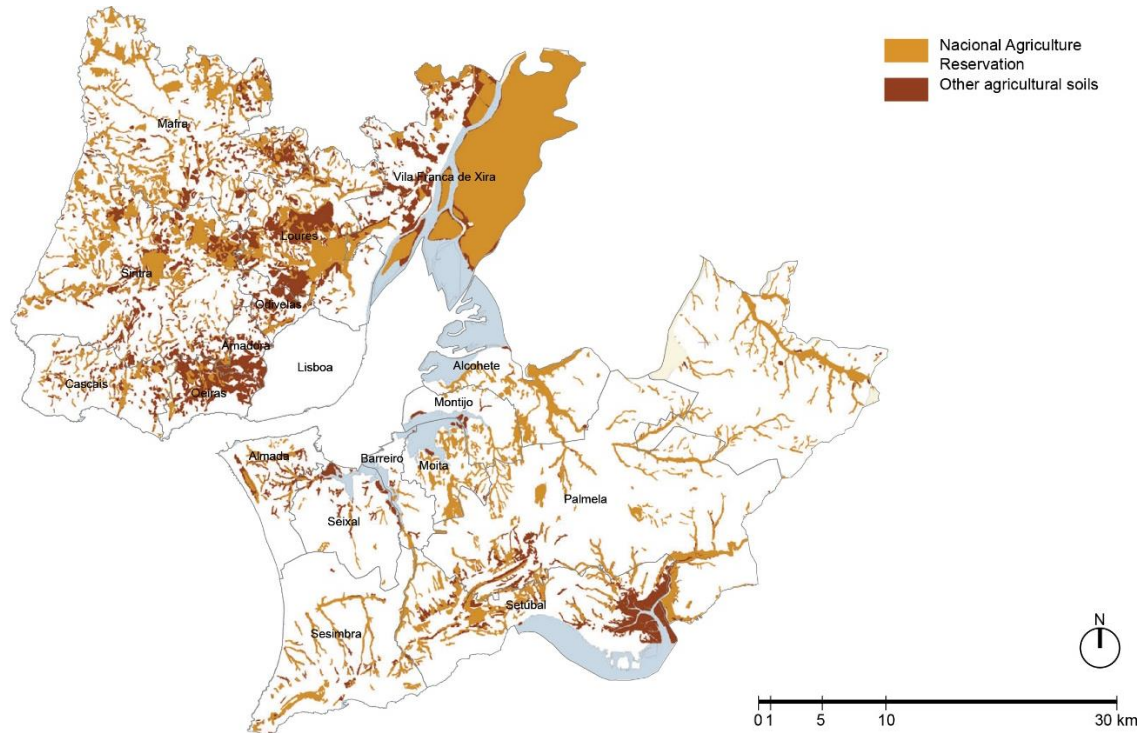 Nacional Agriculture
Reservation
Other agricultural soils
Mafra
Vila Franca de Xira
Loures
Sintra
Odivelas
Amadora
Lisboa
Cascais
Oeiras
Alcohete
Montijo
Almada
Barreiro
Moita
Palmela
Seixal
Setúbal
Sesimbra
N
0 1 5 10 30 km